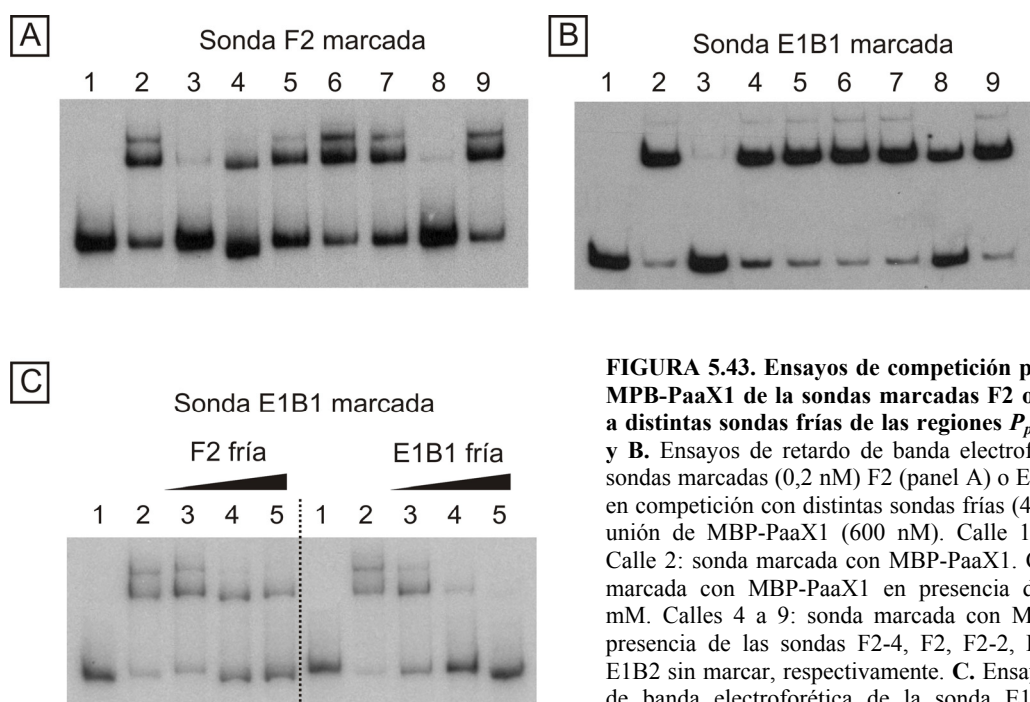 A
Sonda F2 marcada
1 2 3 4 5 6 7 8 9
B
Sonda E1B1 marcada
1 2 3 4 5 6 7 8 9
C
Sonda E1B1 marcada
F2 fría E1B1 fría
1 2 3 4 5 1 2 3 4 5
FIGURA 5.43. Ensayos de competición
MPB-PaaX1 de la sondas marcadas F2
a distintas sondas frías de las regiones
y B. Ensayos de retardo de banda
sondas marcadas (0,2 nM) F2 (panel A) o
en competición con distintas sondas frías
unión de MBP-PaaX1 (600 nM). Calle
Calle 2: sonda marcada con MBP-PaaX1.
marcada con MBP-PaaX1 en presencia
mM. Calles 4 a 9: sonda marcada con
presencia de las sondas F2-4, F2, F2-2,
E1B2 sin marcar, respectivamente. C.
de banda electroforética de la sonda